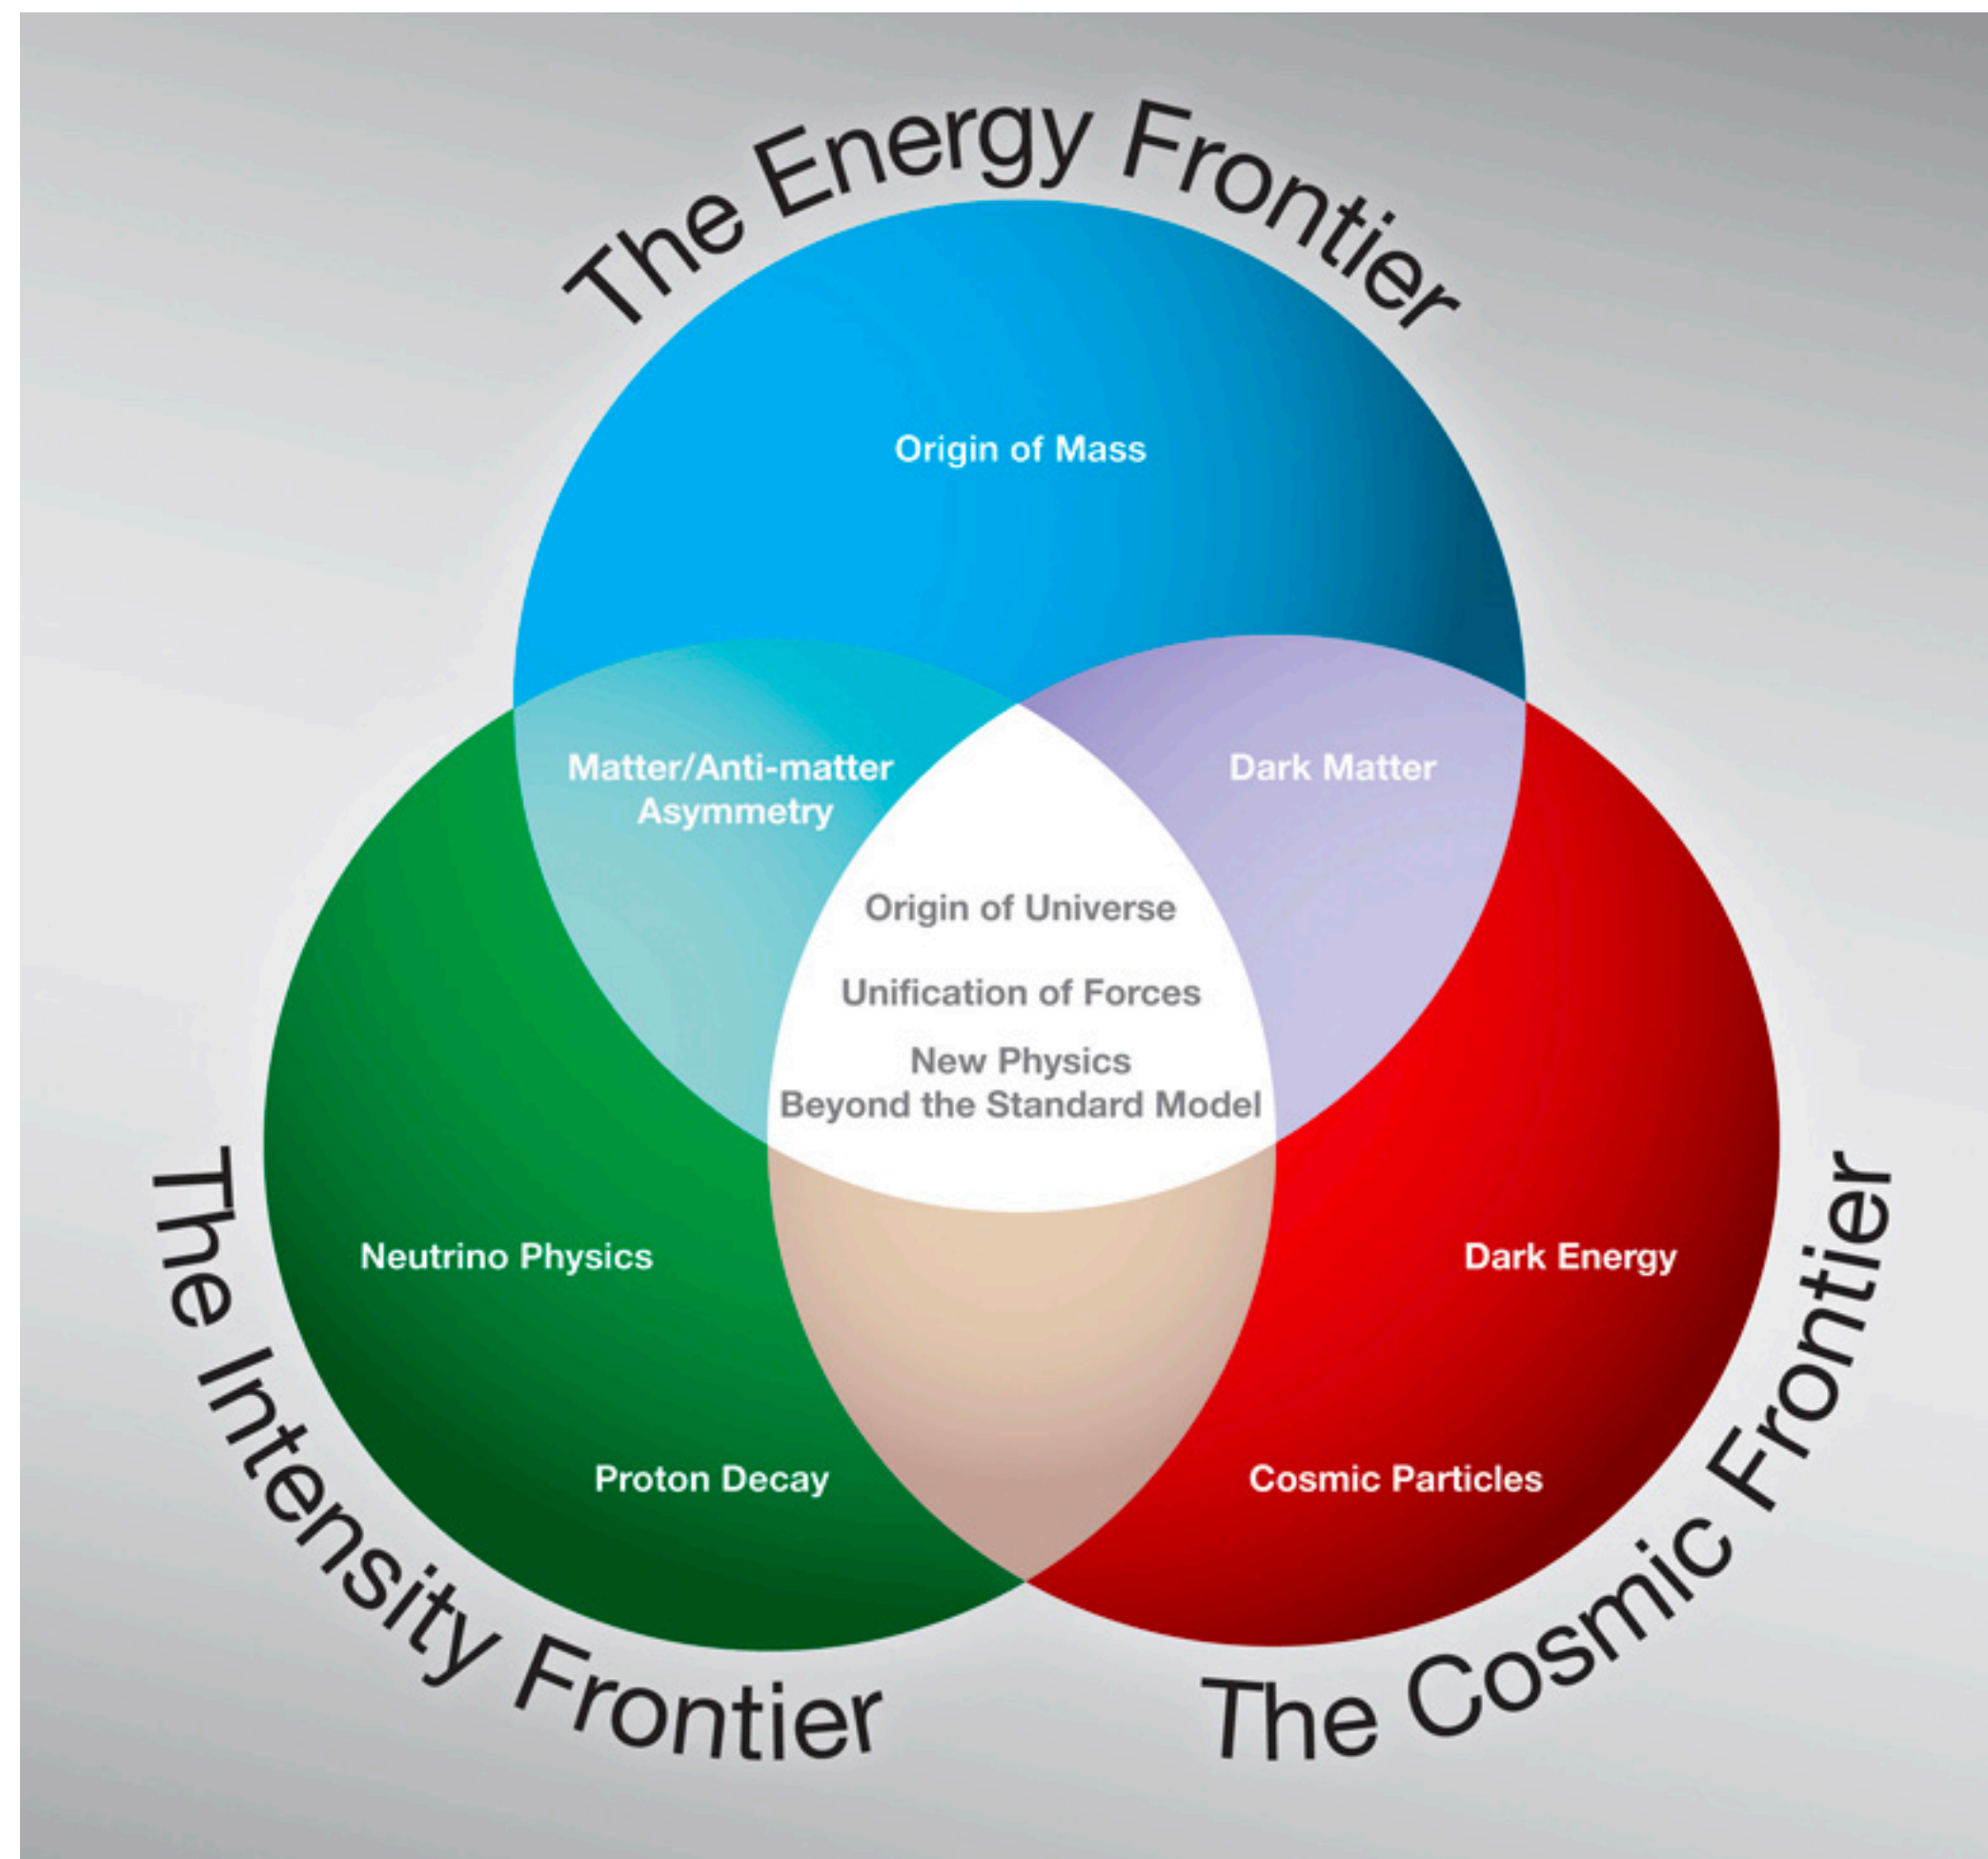 The Energy Frontier
Origin of Mass
Matter/Anti-matter
Asymmetry
Dark Matter
Origin of Universe
Unification of Forces
New Physics
Beyond the Standard Model
Neutrino Physics
Dark Energy
Proton Decay
Cosmic Particles
The Intensity Frontier
The Cosmic Frontier